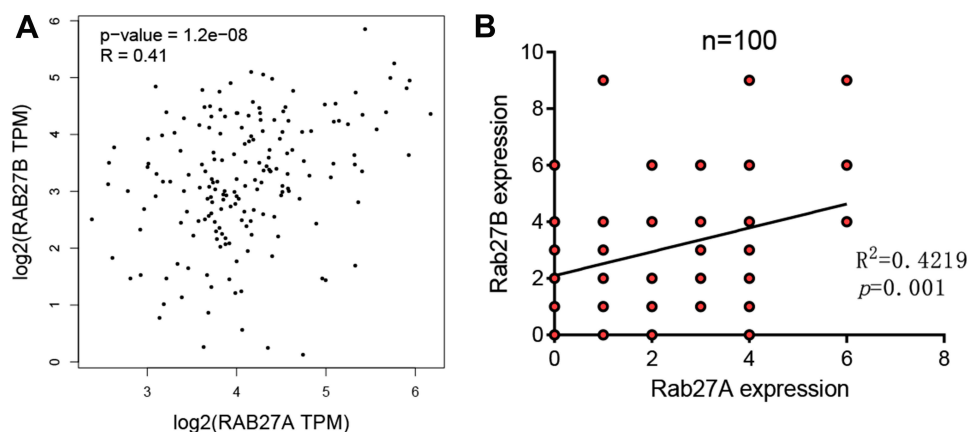 A
p-value = 1.2e−08
R = 0.41
6
5
4
3
2
1
0
log2(RAB27B TPM)
3 4 5 6
log2(RAB27A TPM)
B
n=100
10
8
6
4
2
0
Rab27B expression
R²=0.4219
p=0.001
0 2 4 6 8
Rab27A expression